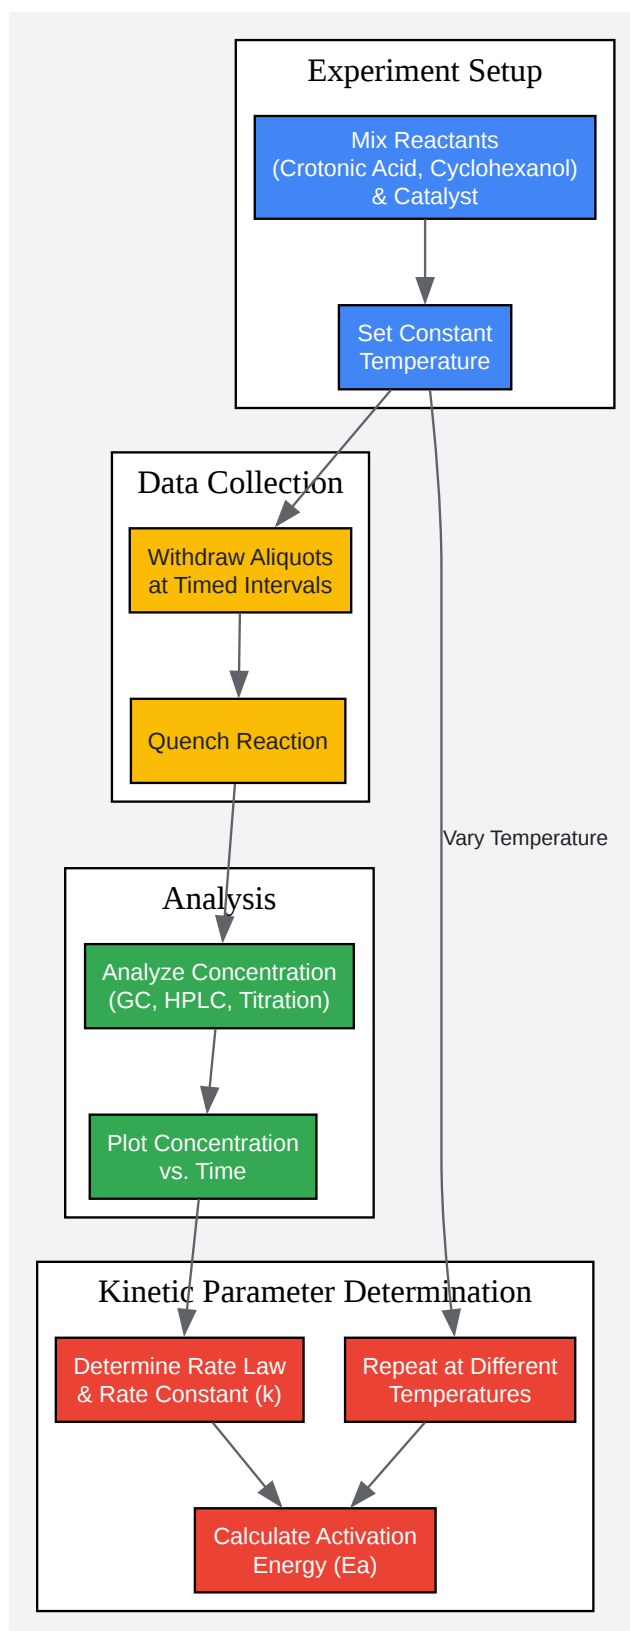 Experiment Setup
Mix Reactants
(Crotonic Acid, Cyclohexanol)
& Catalyst
Set Constant
Temperature
Data Collection
Withdraw Aliquots
at Timed Intervals
Quench Reaction
Vary Temperature
Analysis
Analyze Concentration
(GC, HPLC, Titration)
Plot Concentration
vs. Time
Kinetic Parameter Determination
Determine Rate Law
& Rate Constant (k)
Repeat at Different
Temperatures
Calculate Activation
Energy (Ea)